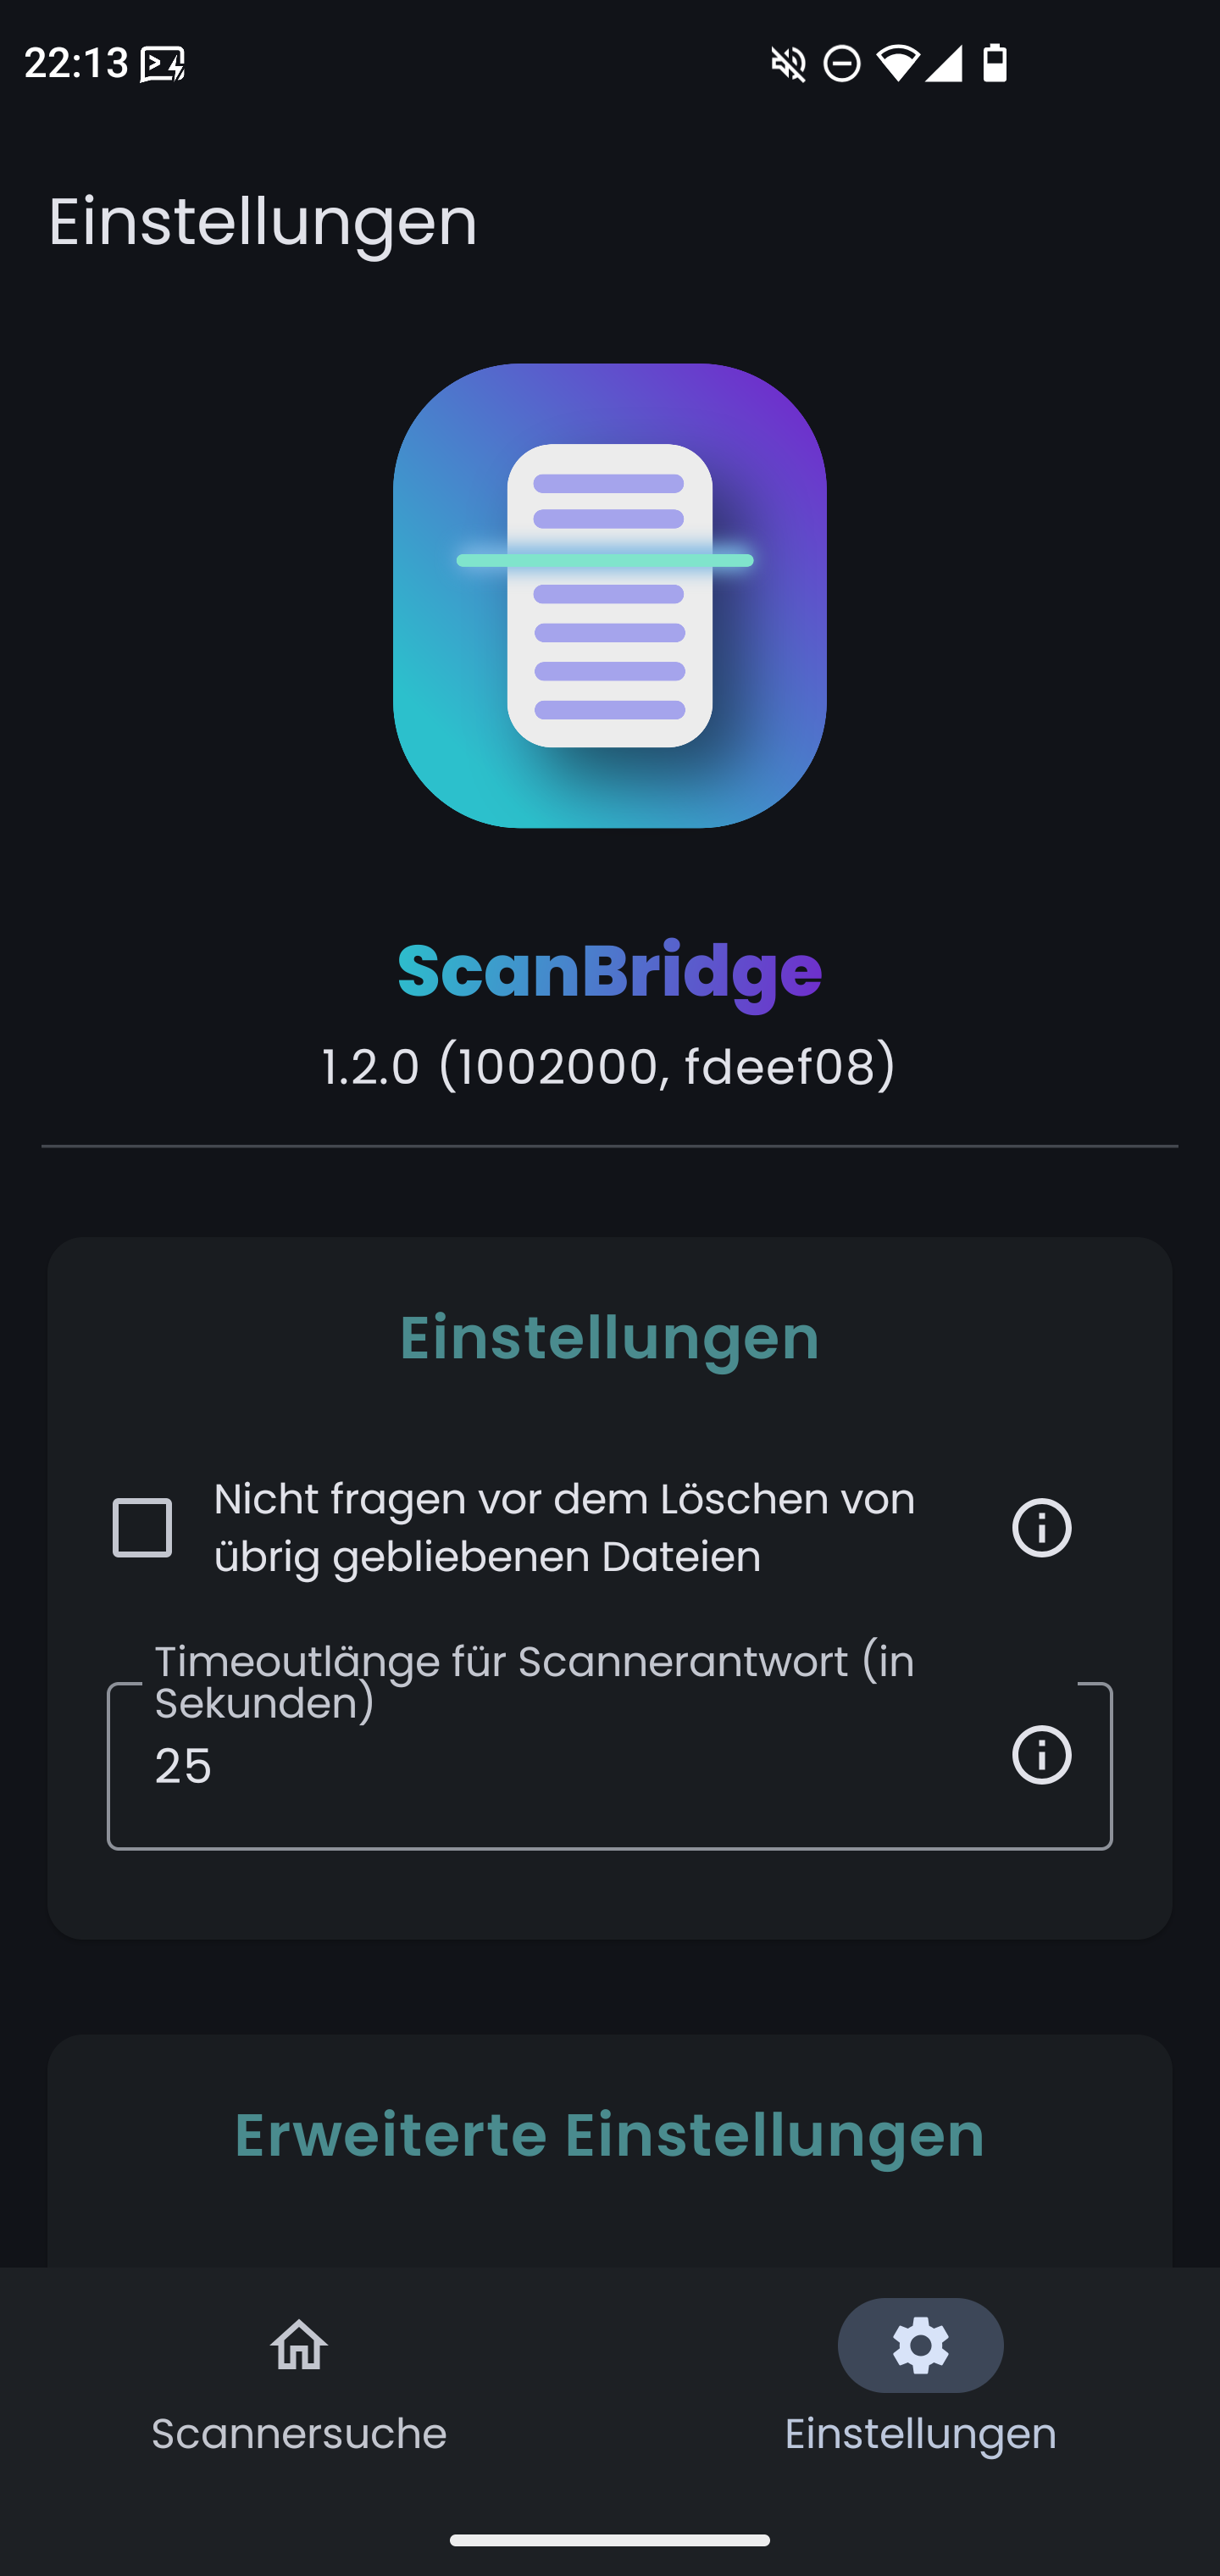 22:13
Einstellungen
ScanBridge
1.2.0 (1002000, fdeef08)
Einstellungen
Nicht fragen vor dem Löschen von
übrig gebliebenen Dateien
Timeoutlänge für Scannerantwort (in
Sekunden)
25
Erweiterte Einstellungen
Scannersuche
Einstellungen